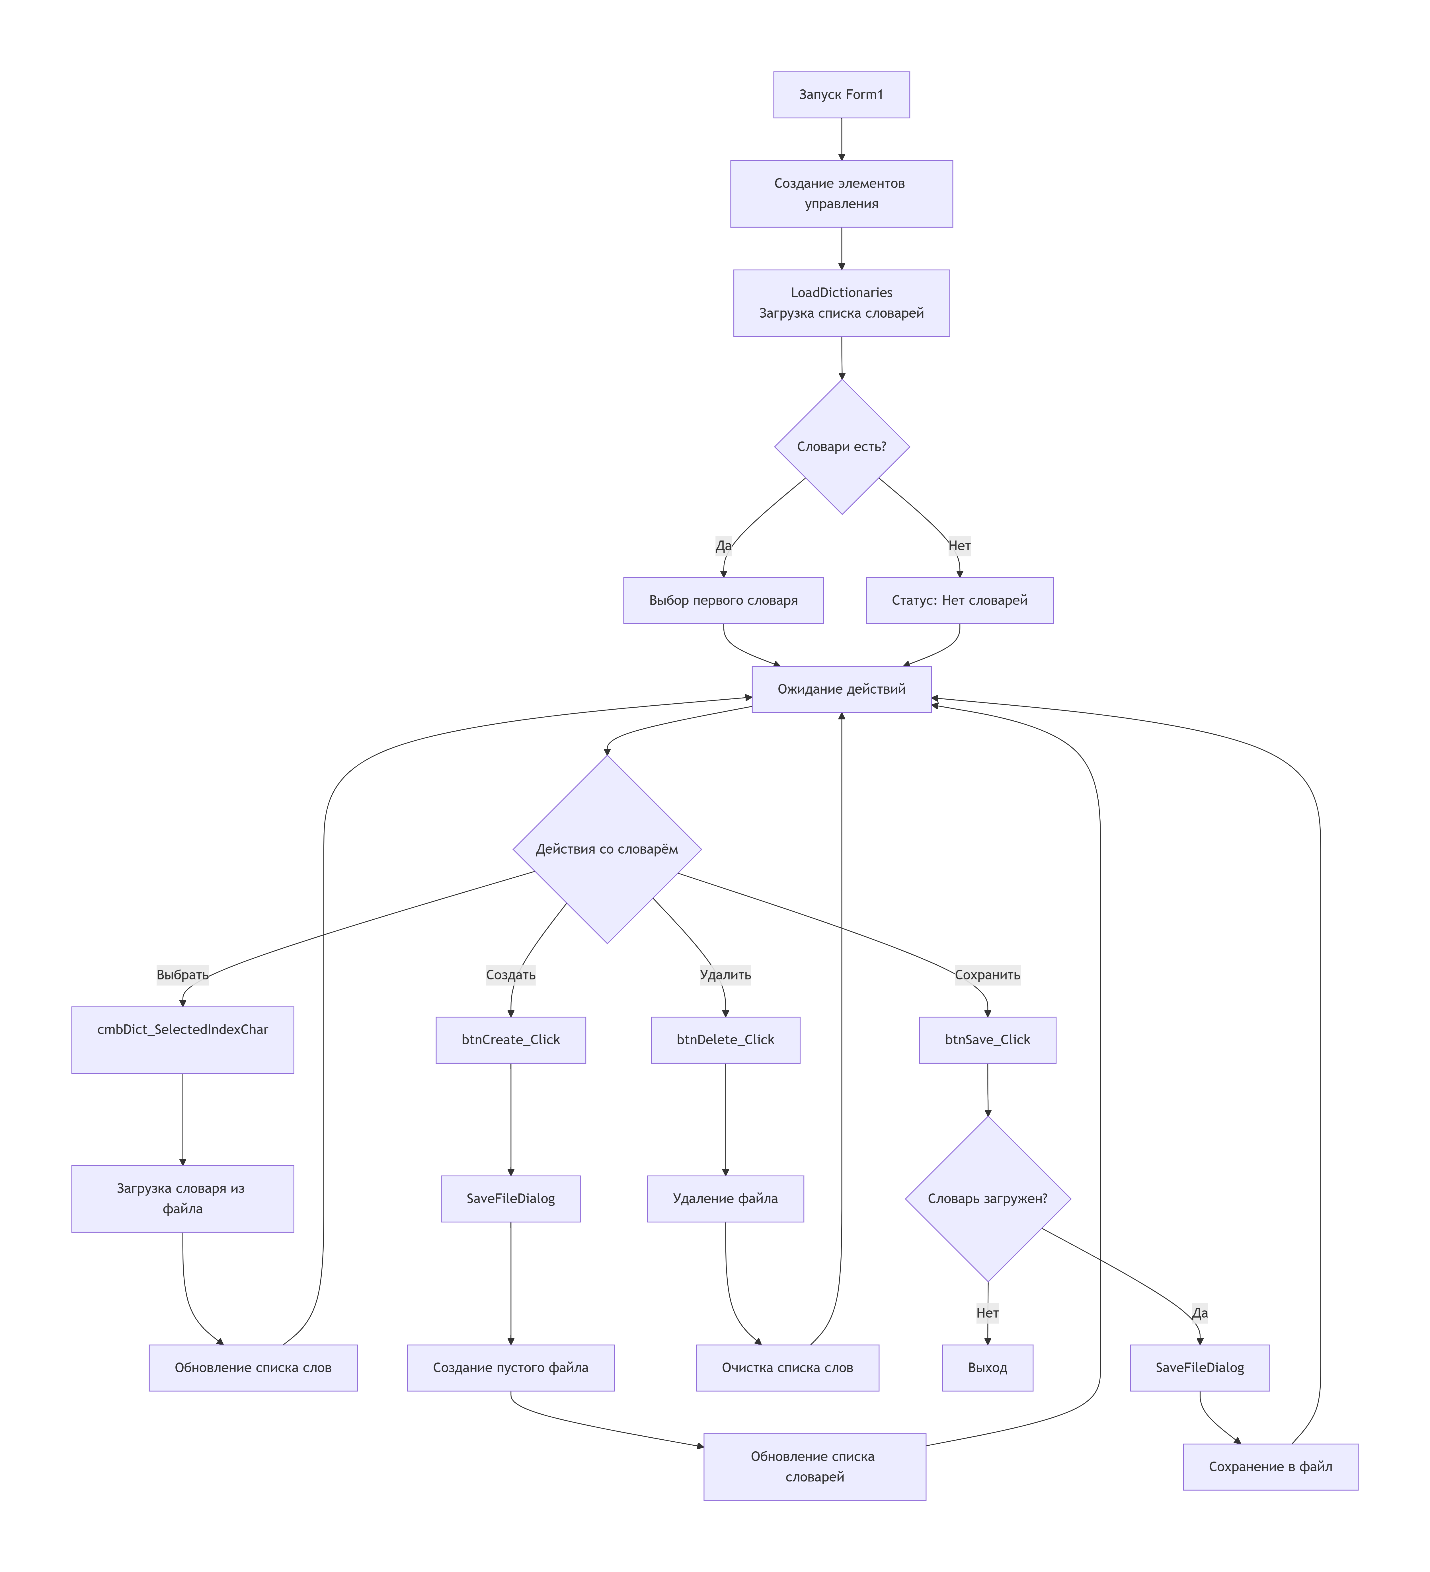 Запуск Form1
Создание элементов
управления
LoadDictionaries
Загрузка списка словарей
Словари есть?
Да
Нет
Выбор первого словаря
Статус: Нет словарей
Ожидание действий
Действия со словарём
Выбрать
Создать
Удалить
Сохранить
cmbDict_SelectedIndexChar
btnCreate_Click
btnDelete_Click
btnSave_Click
Загрузка словаря из
файла
SaveFileDialog
Удаление файла
Словарь загружен?
Нет
Да
Обновление списка слов
Создание пустого файла
Очистка списка слов
Выход
SaveFileDialog
Обновление списка
словарей
Сохранение в файл